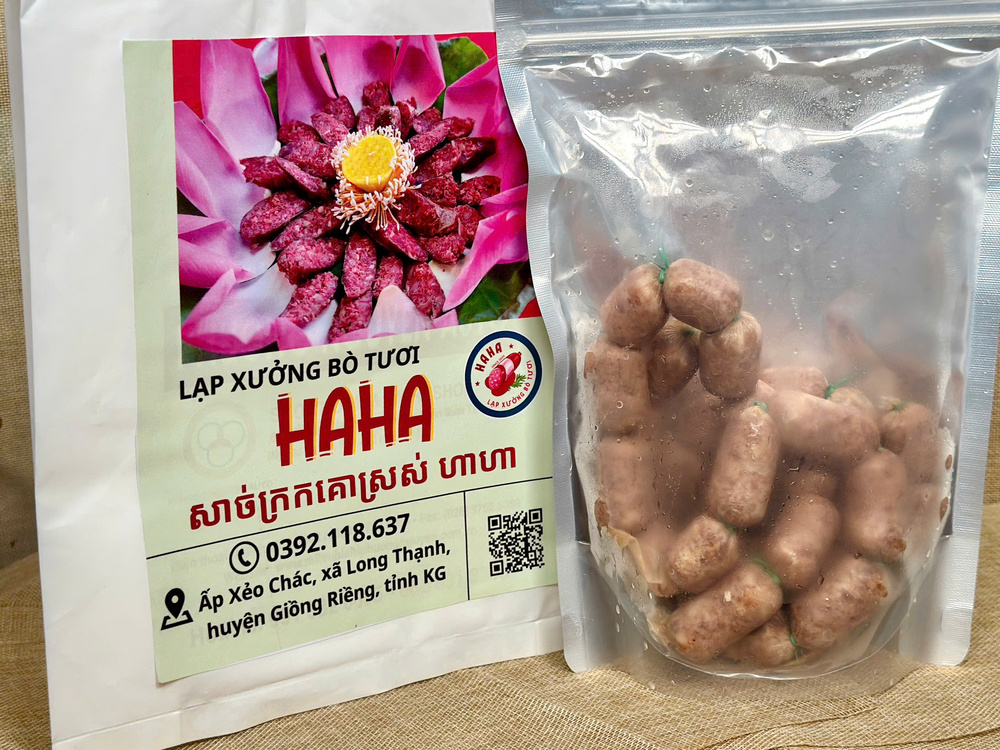 LẠP XƯỞNG BÒ TƯƠI
HAHA
សាច់ក្រកគោស្រស់ ហាហា
0392.118.637
Ấp Xẻo Chác, xã Long Thạnh,
huyện Giồng Riềng, tỉnh KG
HAHA
LẠP XƯỞNG BÒ TƯƠI